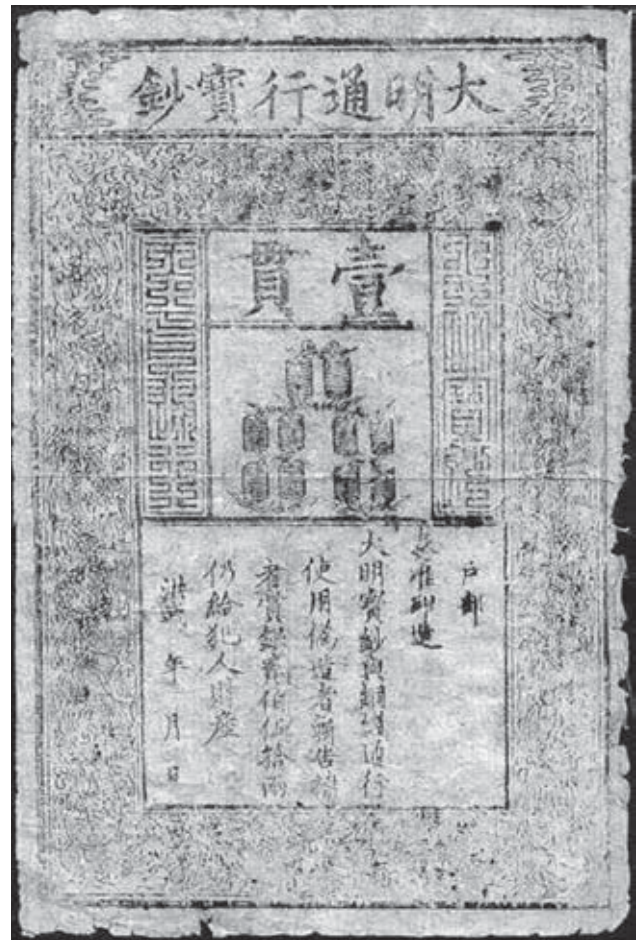 大明通行寶鈔
壹貫
戶部
奏准印造
大明寶鈔與銅錢通行
使用偽造者斬告捕
者賞銀貳伯伍拾兩
仍給犯人財產
洪武 年 月 日